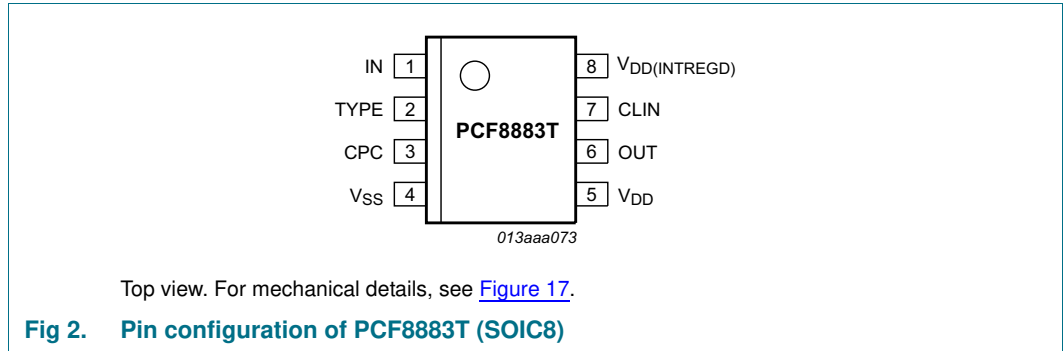 IN 1
8 VDD(INTREGD)
TYPE 2
7 CLIN
PCF8883T
CPC 3
6 OUT
VSS 4
5 VDD
013aaa073
Top view. For mechanical details, see Figure 17.
Fig 2. Pin configuration of PCF8883T (SOIC8)